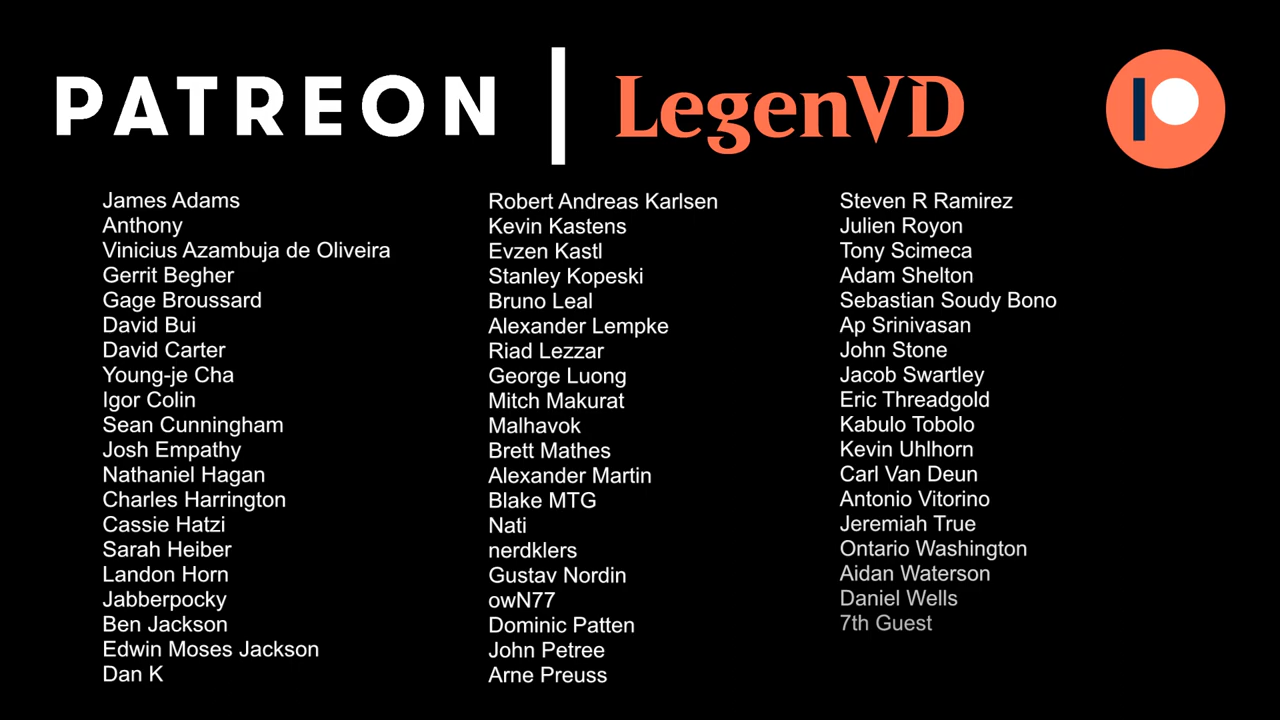 PATREON | LegenVD
James Adams
Anthony
Vinicius Azambuja de Oliveira
Gerrit Begher
Gage Broussard
David Bui
David Carter
Young-je Cha
Igor Colin
Sean Cunningham
Josh Empathy
Nathaniel Hagan
Charles Harrington
Cassie Hatzi
Sarah Heiber
Landon Horn
Jabberpocky
Ben Jackson
Edwin Moses Jackson
Dan K
Robert Andreas Karlsen
Kevin Kastens
Evzen Kastl
Stanley Kopeski
Bruno Leal
Alexander Lempke
Riad Lezzar
George Luong
Mitch Makurat
Malhavok
Brett Mathes
Alexander Martin
Blake MTG
Nati
nerdklers
Gustav Nordin
owN77
Dominic Patten
John Petree
Arne Preuss
Steven R Ramirez
Julien Royon
Tony Scimeca
Adam Shelton
Sebastian Soudy Bono
Ap Srinivasan
John Stone
Jacob Swartley
Eric Threadgold
Kabulo Tobolo
Kevin Uhlhorn
Carl Van Deun
Antonio Vitorino
Jeremiah True
Ontario Washington
Aidan Waterson
Daniel Wells
7th Guest